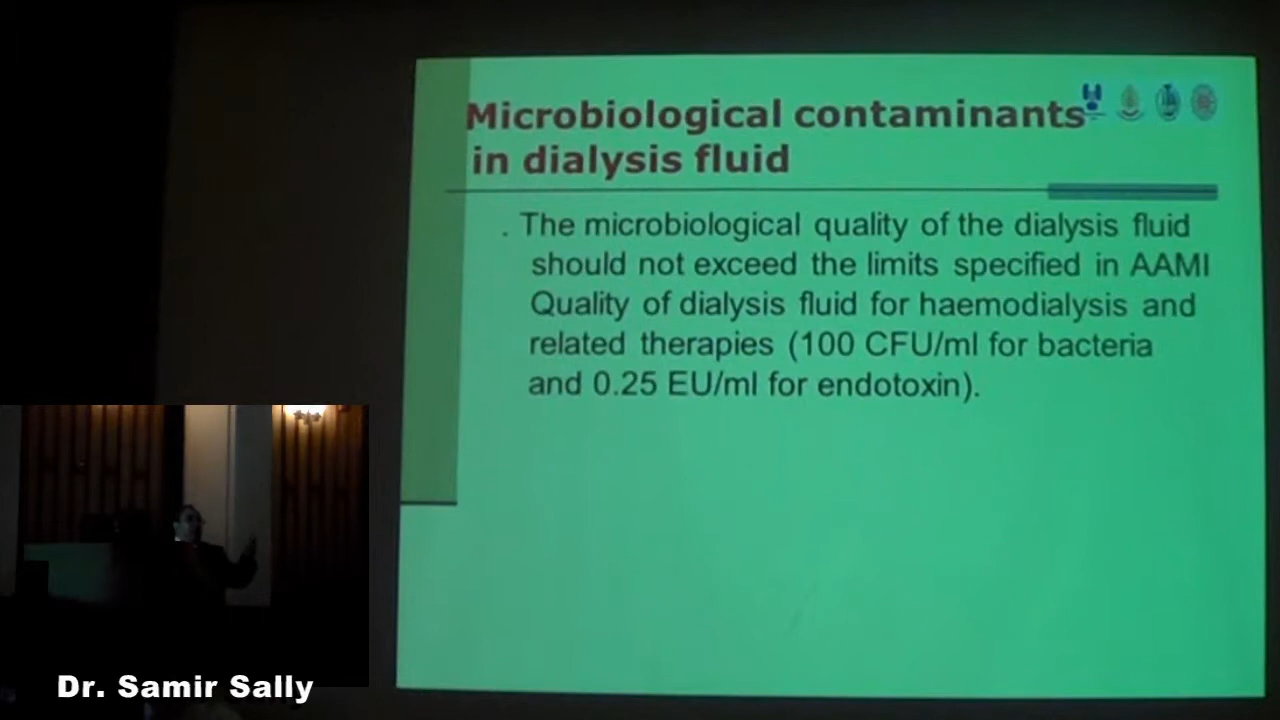 Microbiological contaminants
in dialysis fluid
. The microbiological quality of the dialysis fluid
should not exceed the limits specified in AAMI
Quality of dialysis fluid for haemodialysis and
related therapies (100 CFU/ml for bacteria
and 0.25 EU/ml for endotoxin).
Dr. Samir Sally